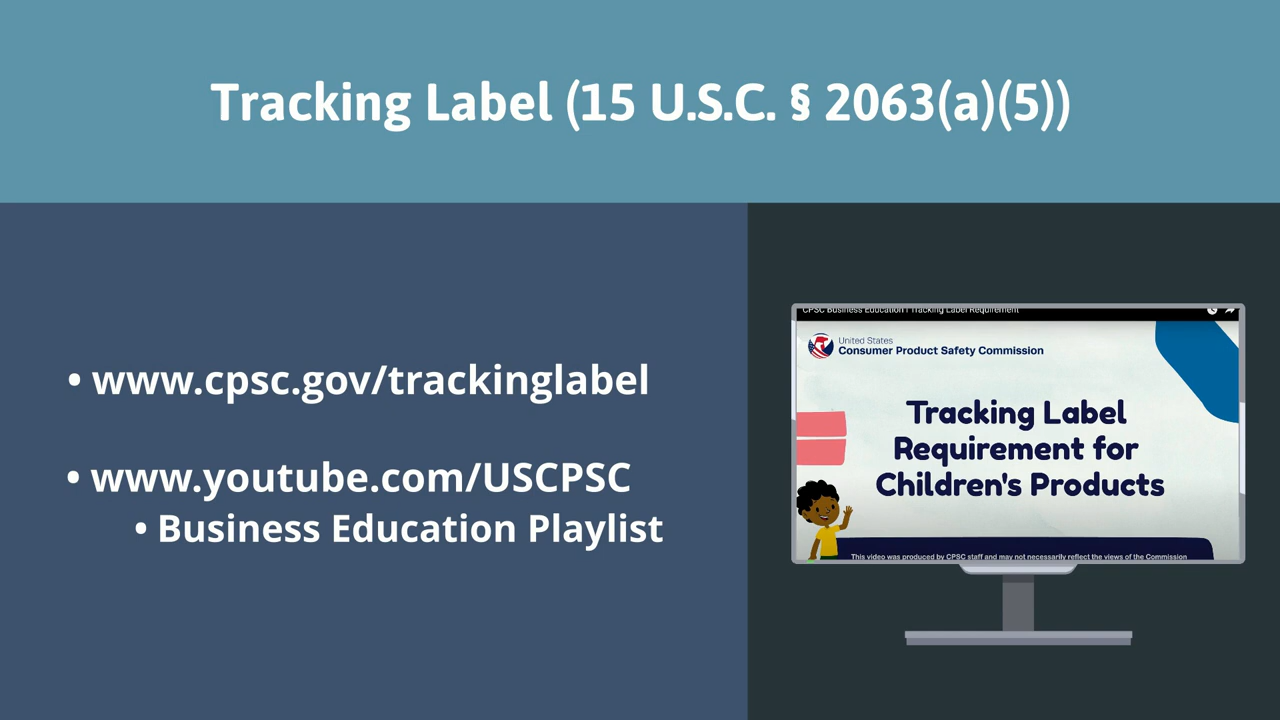 Tracking Label (15 U.S.C. § 2063(a)(5))
• www.cpsc.gov/trackinglabel
• www.youtube.com/USCPSC
• Business Education Playlist
CPSC Business Education | Tracking Label Requirement
United States
Consumer Product Safety Commission
Tracking Label
Requirement for
Children's Products
This video was produced by CPSC staff and may not necessarily reflect the views of the Commission